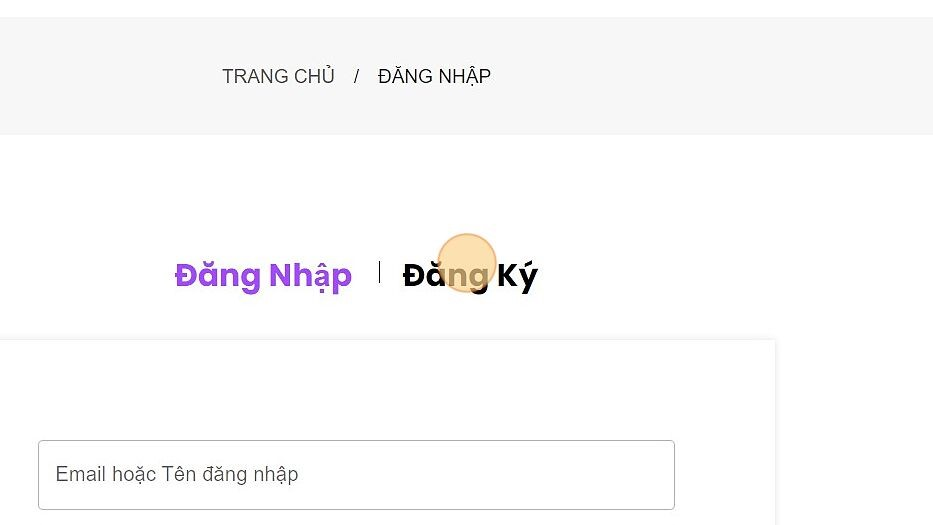 TRANG CHỦ / ĐĂNG NHẬP
Đăng Nhập | Đăng Ký
Email hoặc Tên đăng nhập